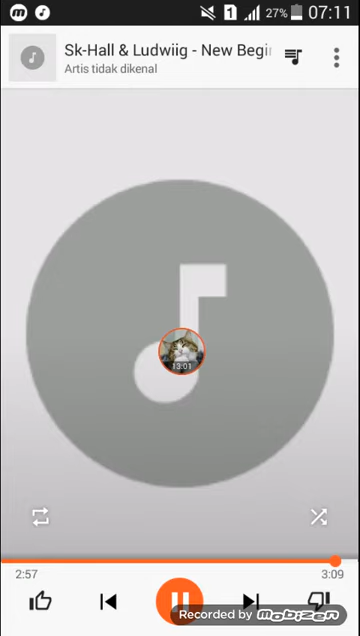 27% 07:11
Sk-Hall & Ludwiig - New Begi
Artis tidak dikenal
13:01
2:57 3:09
Recorded by mobizen